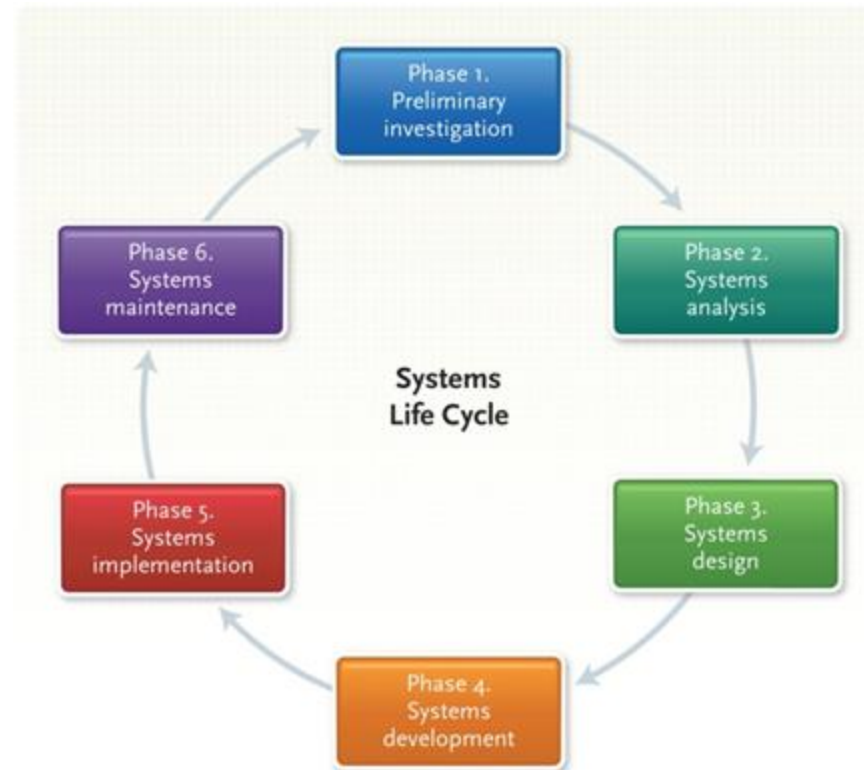 Phase 1.
Preliminary
investigation
Phase 2.
Systems
analysis
Phase 3.
Systems
design
Phase 4.
Systems
development
Phase 5.
Systems
implementation
Phase 6.
Systems
maintenance
Systems
Life Cycle